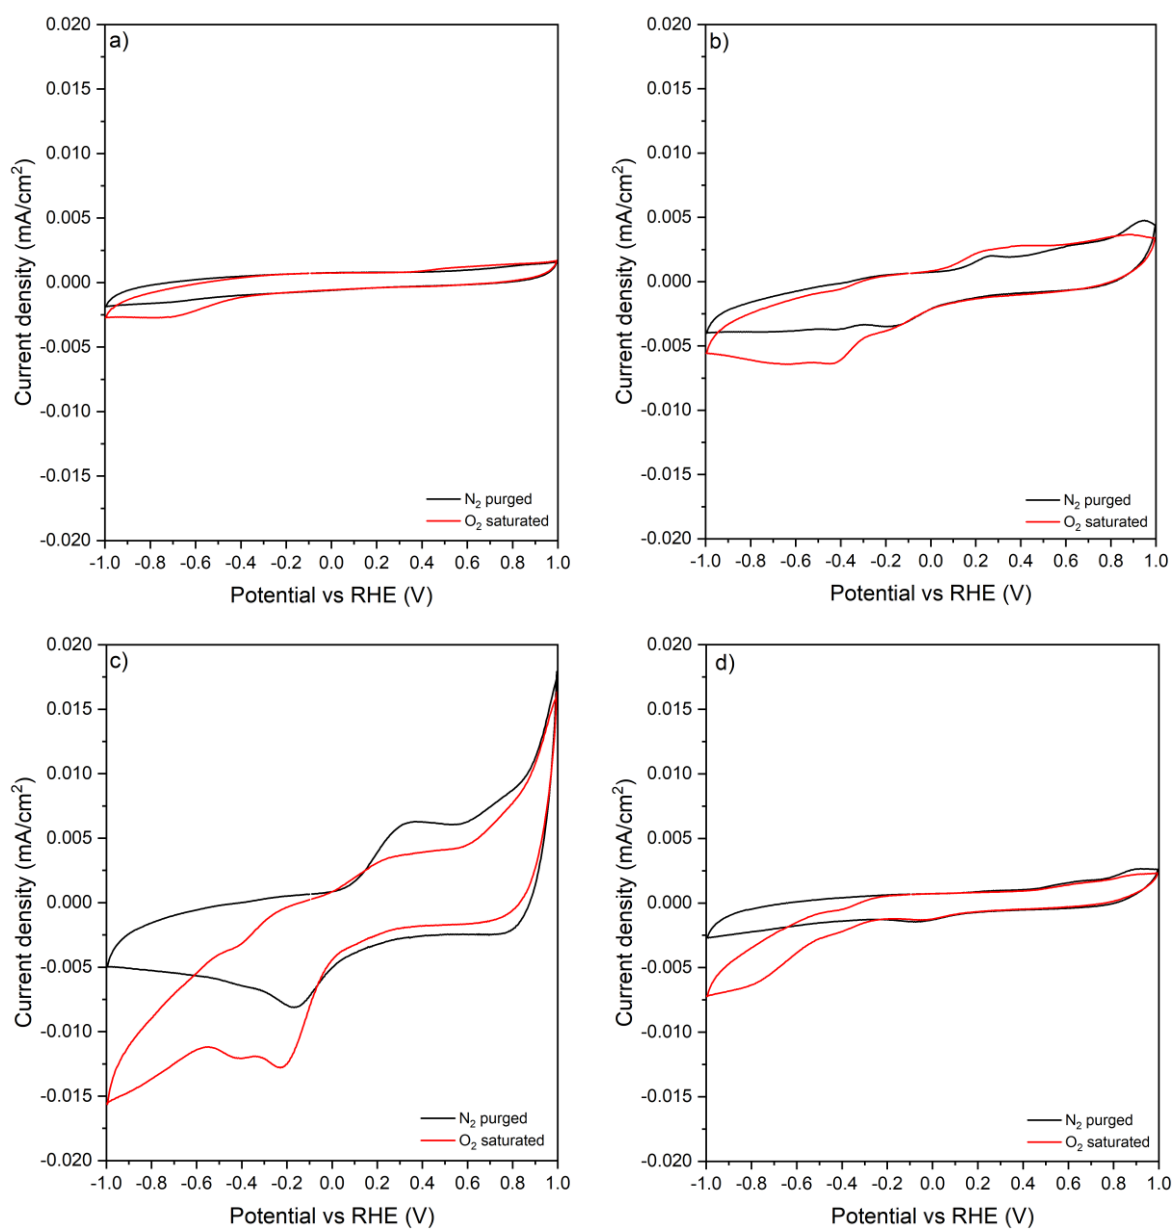 a)
0.020
0.015
0.010
0.005
0.000
-0.005
-0.010
-0.015
-0.020
Current density (mA/cm²)
N₂ purged
O₂ saturated
-1.0 -0.8 -0.6 -0.4 -0.2 0.0 0.2 0.4 0.6 0.8 1.0
Potential vs RHE (V)
b)
0.020
0.015
0.010
0.005
0.000
-0.005
-0.010
-0.015
-0.020
Current density (mA/cm²)
N₂ purged
O₂ saturated
-1.0 -0.8 -0.6 -0.4 -0.2 0.0 0.2 0.4 0.6 0.8 1.0
Potential vs RHE (V)
c)
0.020
0.015
0.010
0.005
0.000
-0.005
-0.010
-0.015
-0.020
Current density (mA/cm²)
N₂ purged
O₂ saturated
-1.0 -0.8 -0.6 -0.4 -0.2 0.0 0.2 0.4 0.6 0.8 1.0
Potential vs RHE (V)
d)
0.020
0.015
0.010
0.005
0.000
-0.005
-0.010
-0.015
-0.020
Current density (mA/cm²)
N₂ purged
O₂ saturated
-1.0 -0.8 -0.6 -0.4 -0.2 0.0 0.2 0.4 0.6 0.8 1.0
Potential vs RHE (V)